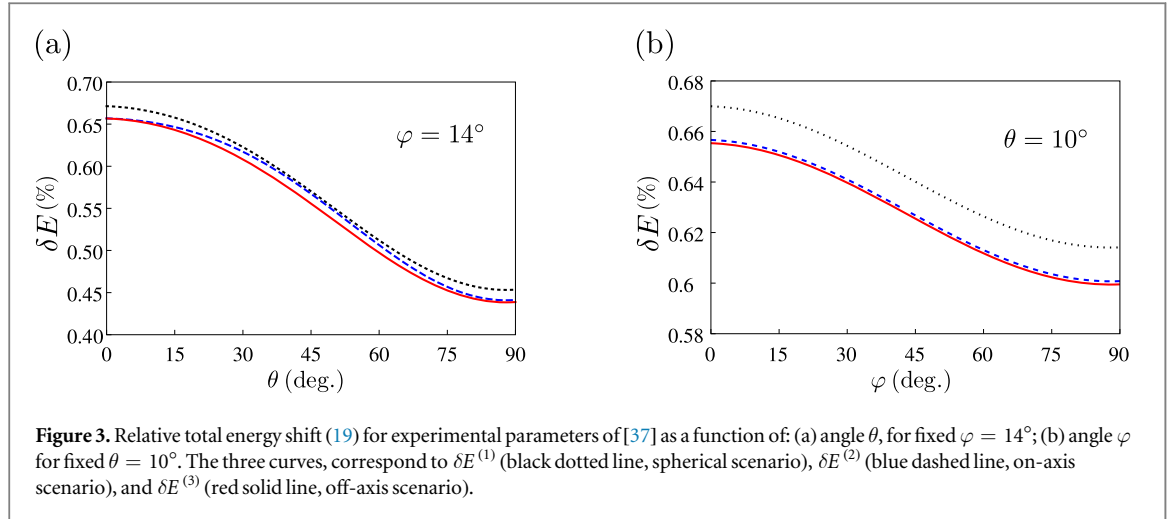 (a)
0.70
0.65
0.60
0.55
0.50
0.45
0.40
0 15 30 45 60 75 90
δE (%)
θ (deg.)
φ = 14°
(b)
0.68
0.66
0.64
0.62
0.6
0.58
0 15 30 45 60 75 90
δE (%)
φ (deg.)
θ = 10°
Figure 3. Relative total energy shift (19) for experimental parameters of [37] as a function of: (a) angle θ, for fixed φ = 14°; (b) angle φ
for fixed θ = 10°. The three curves, correspond to δE (1) (black dotted line, spherical scenario), δE (2) (blue dashed line, on-axis
scenario), and δE (3) (red solid line, off-axis scenario).